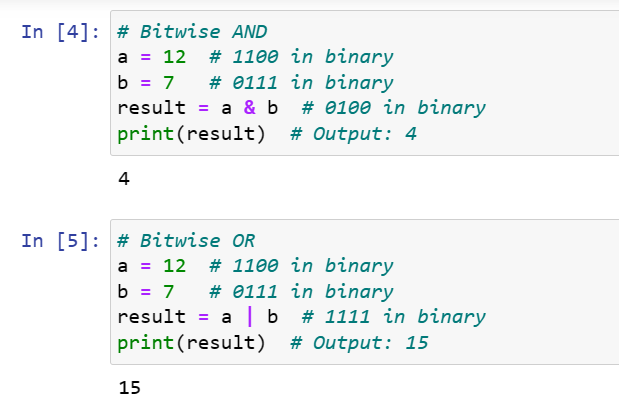 In [4]: # Bitwise AND
a = 12  # 1100 in binary
b = 7   # 0111 in binary
result = a & b  # 0100 in binary
print(result)  # Output: 4
4
In [5]: # Bitwise OR
a = 12  # 1100 in binary
b = 7   # 0111 in binary
result = a | b  # 1111 in binary
print(result)  # Output: 15
15